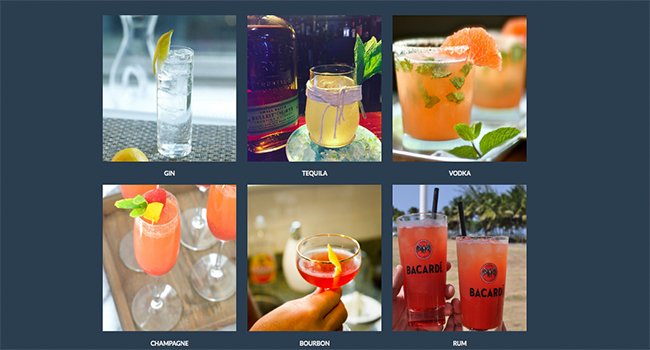 GIN
TEQUILA
VODKA
CHAMPAGNE
BOURBON
RUM
BACARDÍ
BACARDÍ